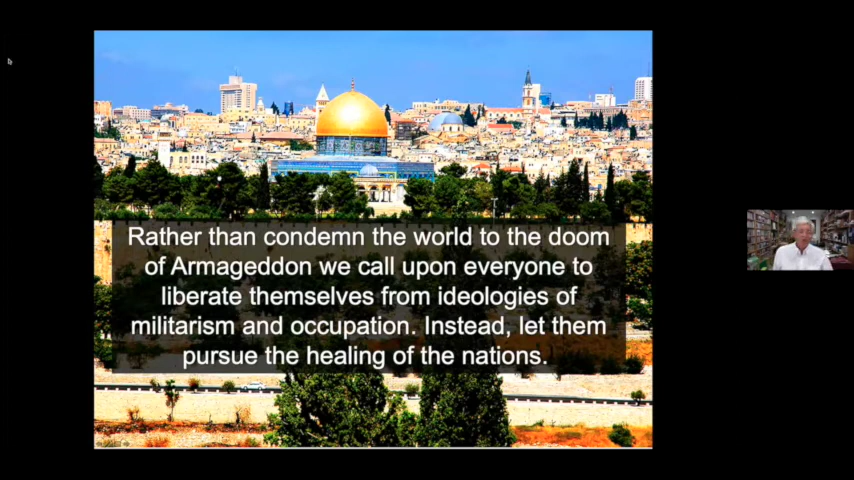 Rather than condemn the world to the doom
of Armageddon we call upon everyone to
liberate themselves from ideologies of
militarism and occupation. Instead, let them
pursue the healing of the nations.